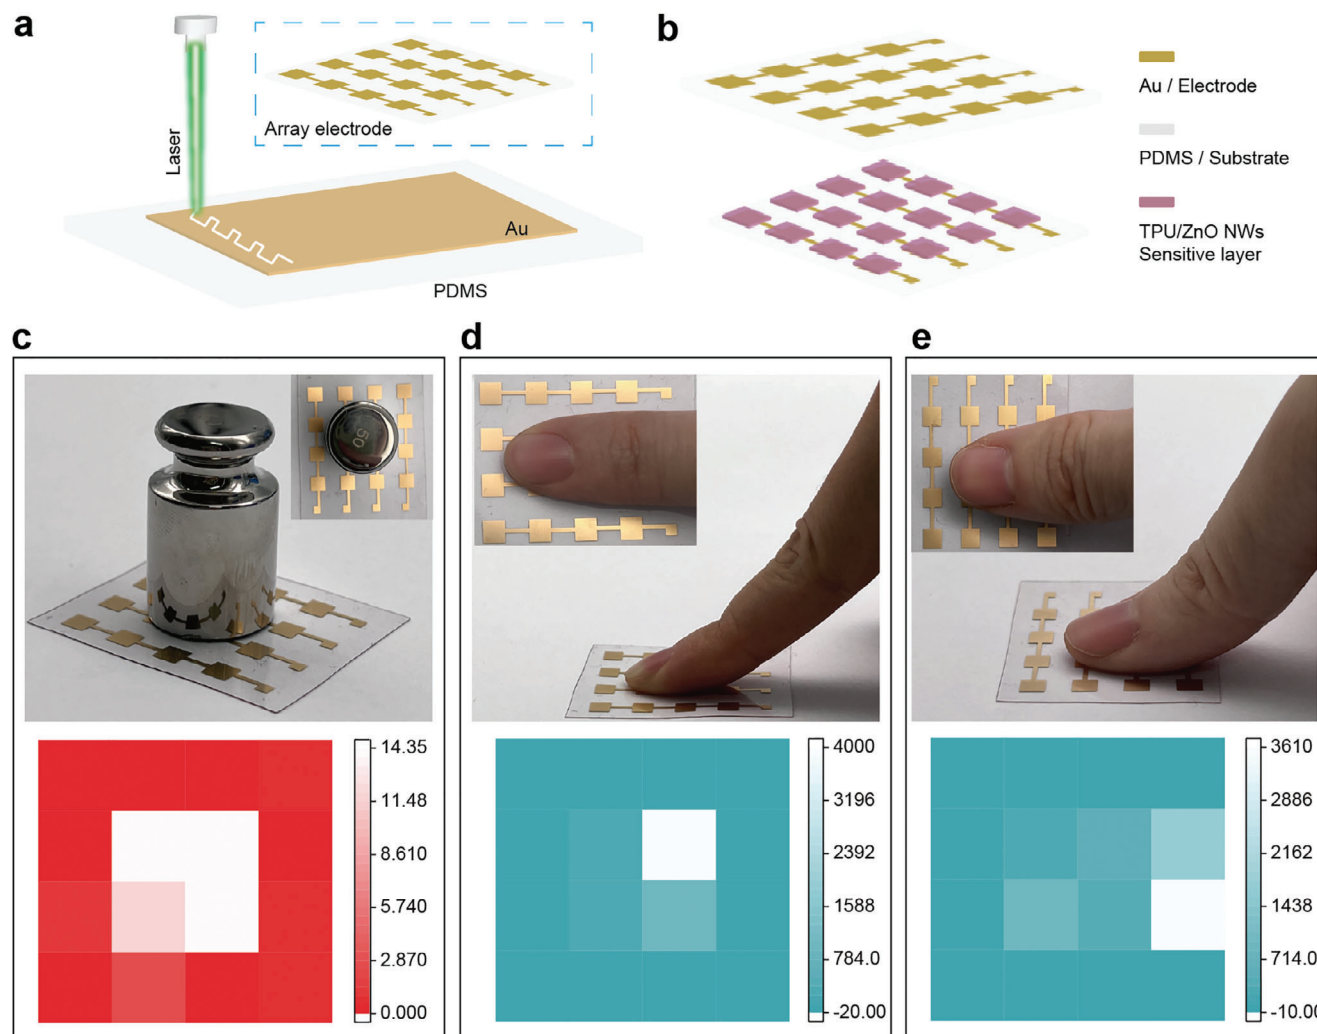 a
Laser
Array electrode
Au
PDMS
b
Au / Electrode
PDMS / Substrate
TPU/ZnO NWs
Sensitive layer
c
50
14.35
11.48
8.610
5.740
2.870
0.000
d
4000
3196
2392
1588
784.0
-20.00
e
3610
2886
2162
1438
714.0